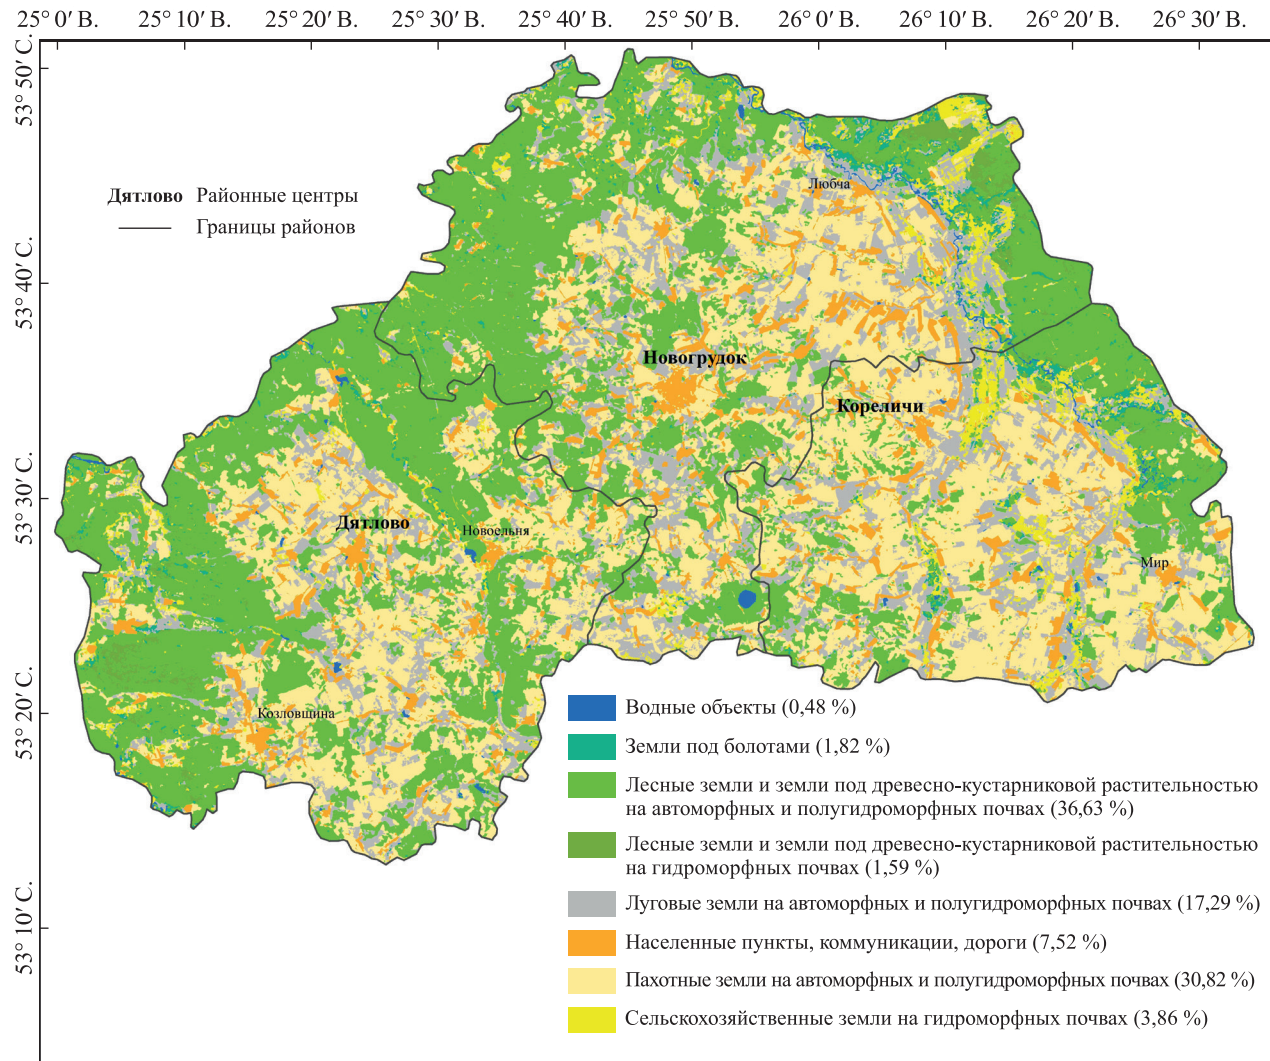 25° 0′ В. 25° 10′ В. 25° 20′ В. 25° 30′ В. 25° 40′ В. 25° 50′ В. 26° 0′ В. 26° 10′ В. 26° 20′ В. 26° 30′ В.
53° 50′ С.
53° 40′ С.
53° 30′ С.
53° 20′ С.
53° 10′ С.
Дятлово Районные центры
Границы районов
Любча
Новогрудок
Кореличи
Дятлово
Новоельня
Мир
Козловщина
Водные объекты (0,48 %)
Земли под болотами (1,82 %)
Лесные земли и земли под древесно-кустарниковой растительностью
на автоморфных и полугидроморфных почвах (36,63 %)
Лесные земли и земли под древесно-кустарниковой растительностью
на гидроморфных почвах (1,59 %)
Луговые земли на автоморфных и полугидроморфных почвах (17,29 %)
Населенные пункты, коммуникации, дороги (7,52 %)
Пахотные земли на автоморфных и полугидроморфных почвах (30,82 %)
Сельскохозяйственные земли на гидроморфных почвах (3,86 %)